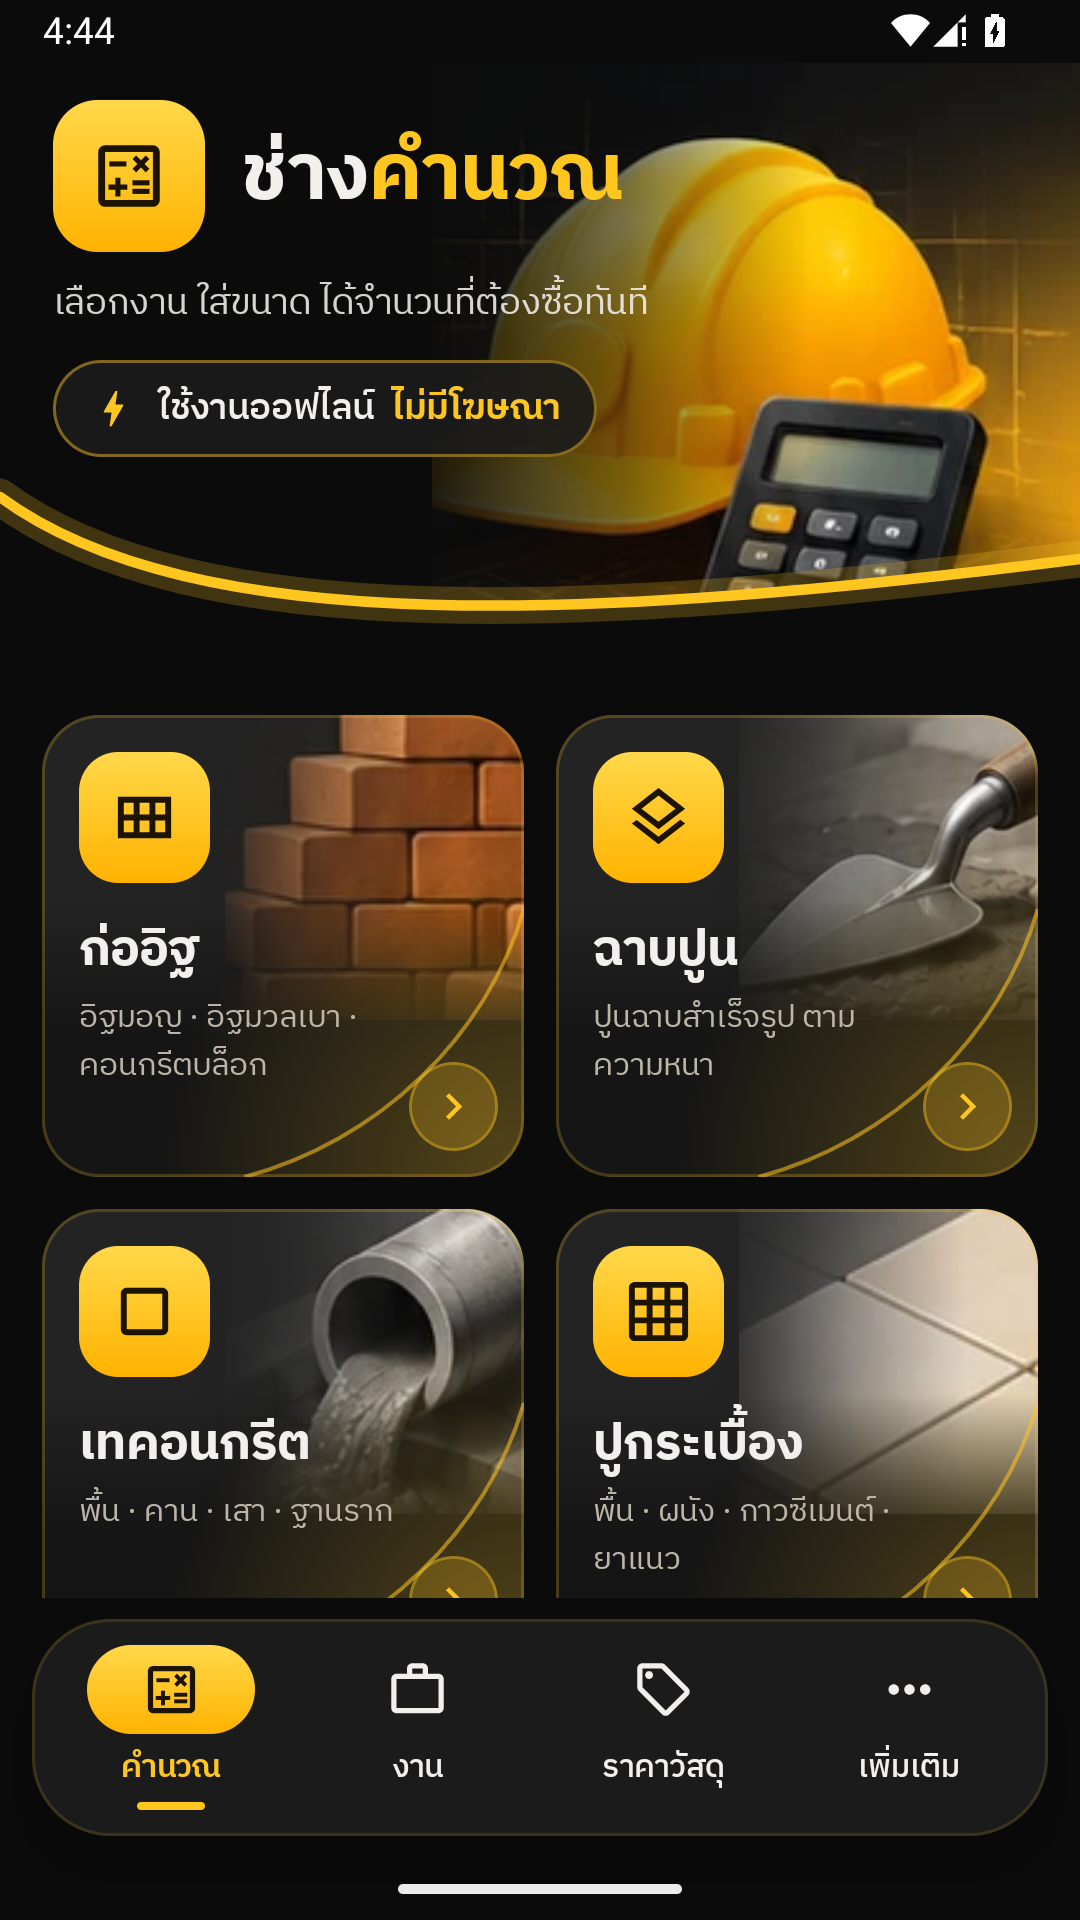 4:44
ช่างคำนวณ
เลือกงาน ใส่ขนาด ได้จำนวนที่ต้องซื้อทันที
ใช้งานออฟไลน์ ไม่มีโฆษณา
ก่ออิฐ
อิฐมอญ · อิฐมวลเบา ·
คอนกรีตบล็อก
ฉาบปูน
ปูนฉาบสำเร็จรูป ตาม
ความหนา
เทคอนกรีต
พื้น · คาน · เสา · ฐานราก
ปูกระเบื้อง
พื้น · ผนัง · กาวซีเมนต์ ·
ยาแนว
คำนวณ
งาน
ราคาวัสดุ
เพิ่มเติม